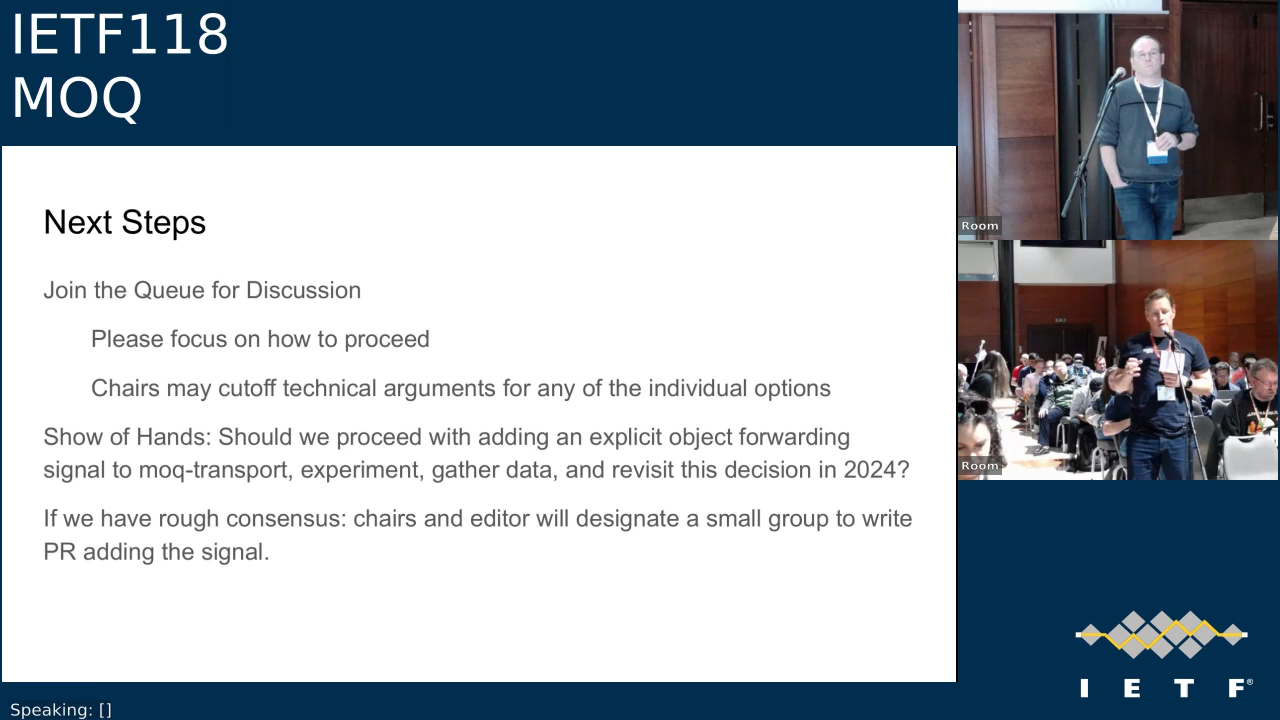 IETF118
MOQ
Next Steps
Join the Queue for Discussion
Please focus on how to proceed
Chairs may cutoff technical arguments for any of the individual options
Show of Hands: Should we proceed with adding an explicit object forwarding
signal to moq-transport, experiment, gather data, and revisit this decision in 2024?
If we have rough consensus: chairs and editor will designate a small group to write
PR adding the signal.
Room
Room
I E T F®
Speaking: []